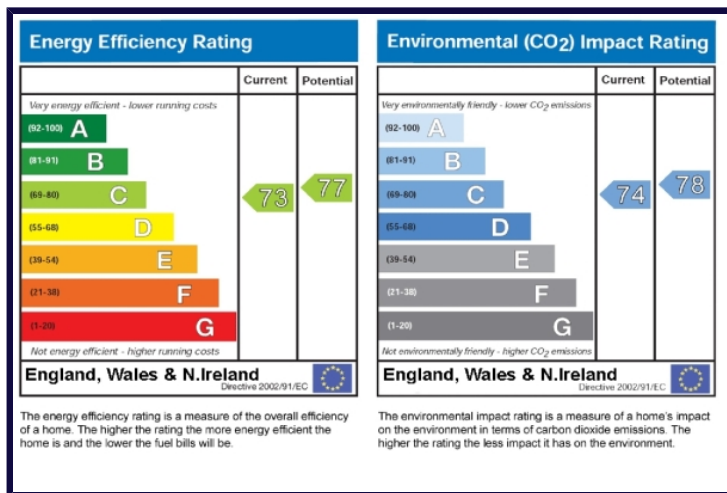 Energy Efficiency Rating
Current Potential
Very energy efficient - lower running costs
(92-100) A
(81-91) B
(69-80) C
73
77
(55-68) D
(39-54) E
(21-38) F
(1-20) G
Not energy efficient - higher running costs
England, Wales & N.Ireland
Directive 2002/91/EC
The energy efficiency rating is a measure of the overall efficiency
of a home. The higher the rating the more energy efficient the
home is and the lower the fuel bills will be.
Environmental (CO2) Impact Rating
Current Potential
Very environmentally friendly - lower CO2 emissions
(92-100) A
(81-91) B
(69-80) C
74
78
(55-68) D
(39-54) E
(21-38) F
(1-20) G
Not environmentally friendly - higher CO2 emissions
England, Wales & N.Ireland
Directive 2002/91/EC
The environmental impact rating is a measure of a home's impact
on the environment in terms of carbon dioxide emissions. The
higher the rating the less impact it has on the environment.